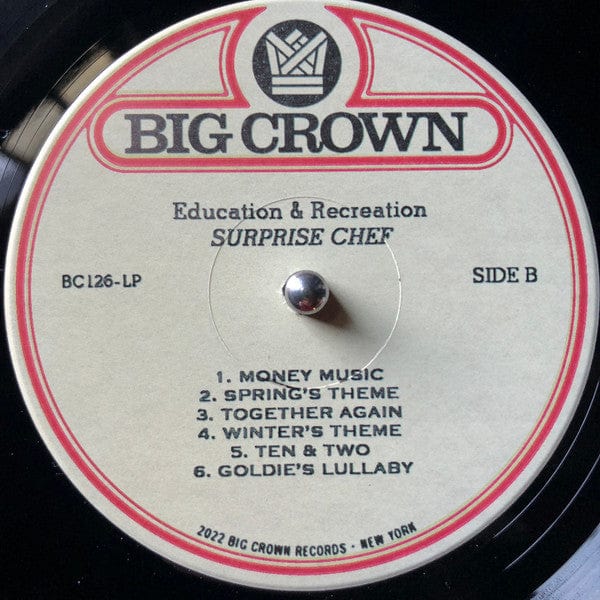 BIG CROWN
Education & Recreation
SURPRISE CHEF
BC126-LP
SIDE B
1. MONEY MUSIC
2. SPRING'S THEME
3. TOGETHER AGAIN
4. WINTER'S THEME
5. TEN & TWO
6. GOLDIE'S LULLABY
2022 BIG CROWN RECORDS · NEW YORK